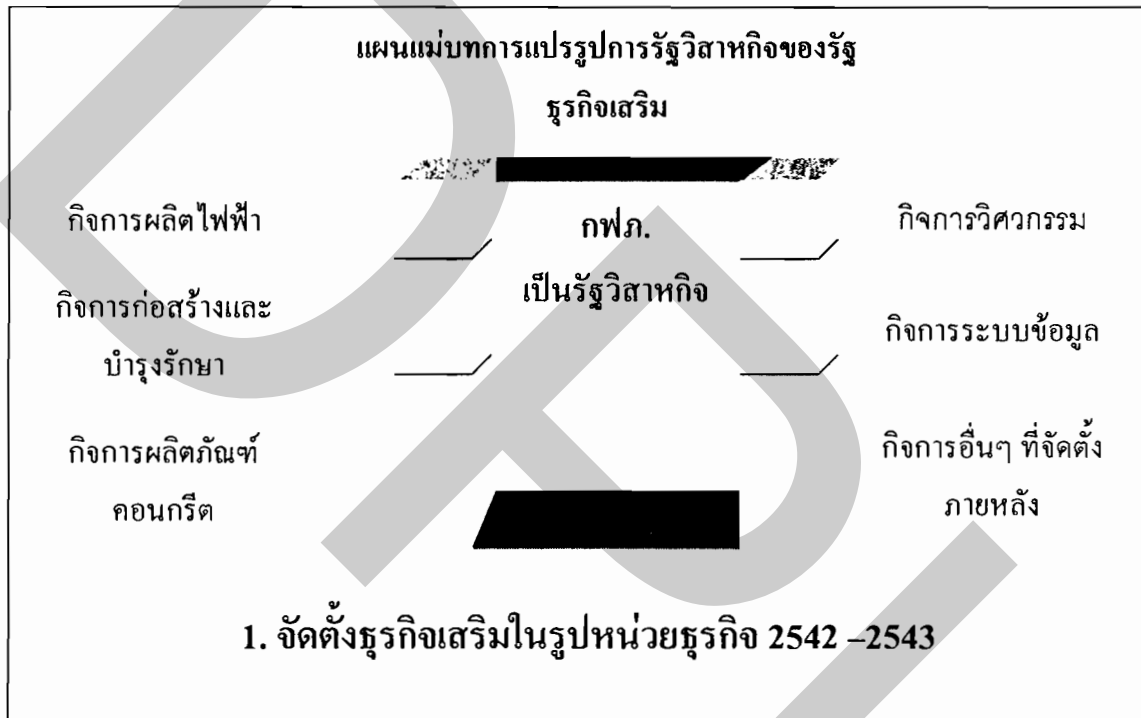 แผนแม่บทการแปรรูปการรัฐวิสาหกิจของรัฐ
ธุรกิจเสริม
กิจการผลิตไฟฟ้า
กฟภ.
กิจการวิศวกรรม
เป็นรัฐวิสาหกิจ
กิจการก่อสร้างและ
บำรุงรักษา
กิจการระบบข้อมูล
กิจการผลิตภัณฑ์
คอนกรีต
กิจการอื่นๆ ที่จัดตั้ง
ภายหลัง
1. จัดตั้งธุรกิจเสริมในรูปหน่วยธุรกิจ 2542 –2543